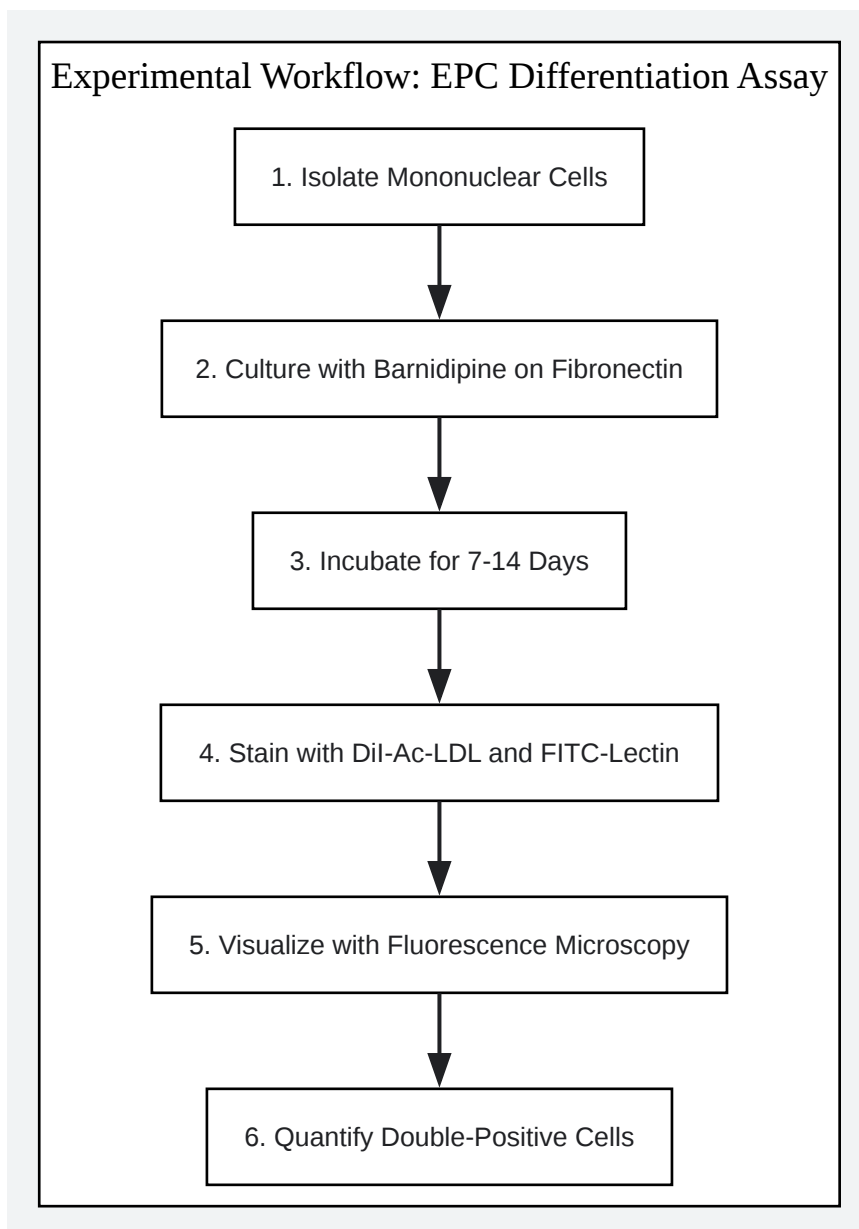 Experimental Workflow: EPC Differentiation Assay
1. Isolate Mononuclear Cells
2. Culture with Barnidipine on Fibronectin
3. Incubate for 7-14 Days
4. Stain with DiI-Ac-LDL and FITC-Lectin
5. Visualize with Fluorescence Microscopy
6. Quantify Double-Positive Cells